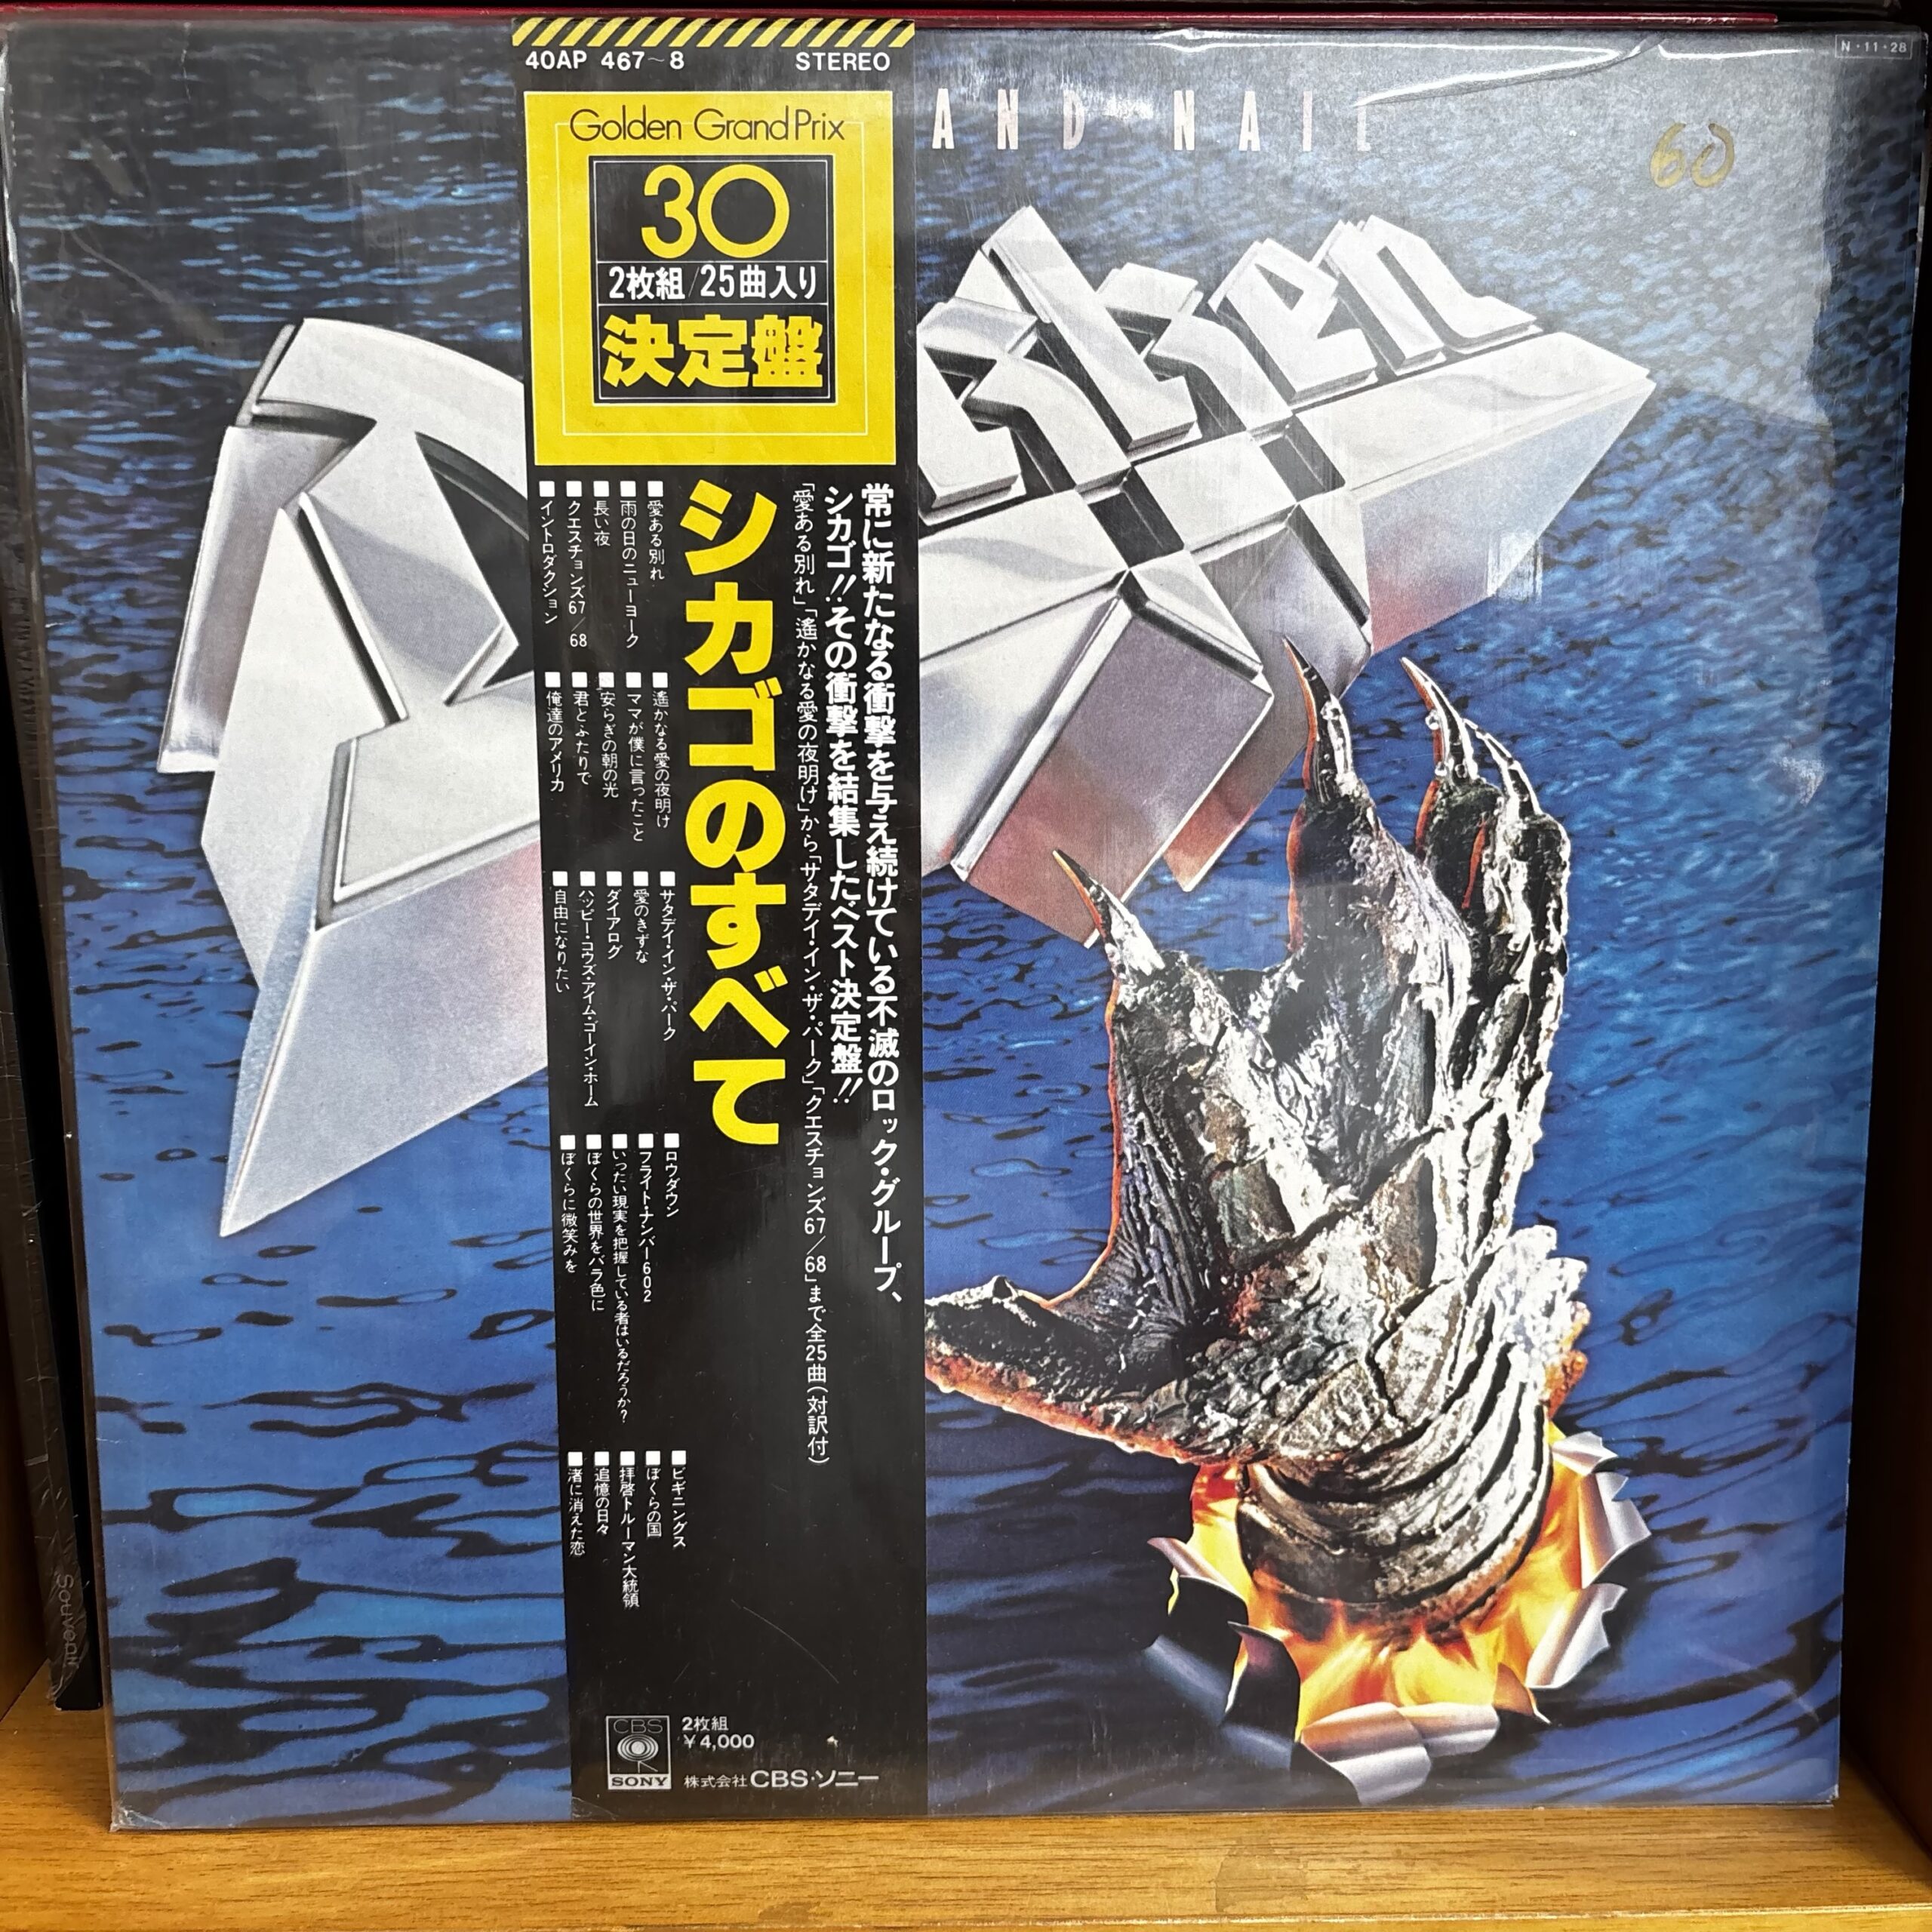 40AP 467~8 STEREO
N・11・28
Golden GrandPrix
AND NAIL
60
30
2枚組/25曲入り
決定盤
常に新たなる衝撃を与え続けている不滅のロック・グループ、
シカゴ!!その衝撃を結集したベスト決定盤!!
「愛ある別れ」「遙かなる愛の夜明け」から「サタデイ・イン・ザ・パーク」「クエスチョンズ67/68」まで全25曲(対訳付)
シカゴのすべて
■愛ある別れ
■雨の日のニューヨーク
■長い夜
■クエスチョンズ67/68
■イントロダクション
■遙かなる愛の夜明け
■ママが僕に言ったこと
■安らぎの朝の光
■君とふたりで
■俺達のアメリカ
■サタデイ・イン・ザ・パーク
■愛のきずな
■ダイアログ
■ハッピー・コウズ・アイム・ゴーイン・ホーム
■自由になりたい
■ロウダウン
■フライト・ナンバー602
■いったい現実を把握している者はいるだろうか?
■ぼくらの世界をバラ色に
■ぼくらに微笑みを
■ビギニングス
■ぼくらの国
■拝啓トルーマン大統領
■追憶の日々
■渚に消えた恋
CBS
SONY
2枚組
¥4,000
株式会社CBS・ソニー